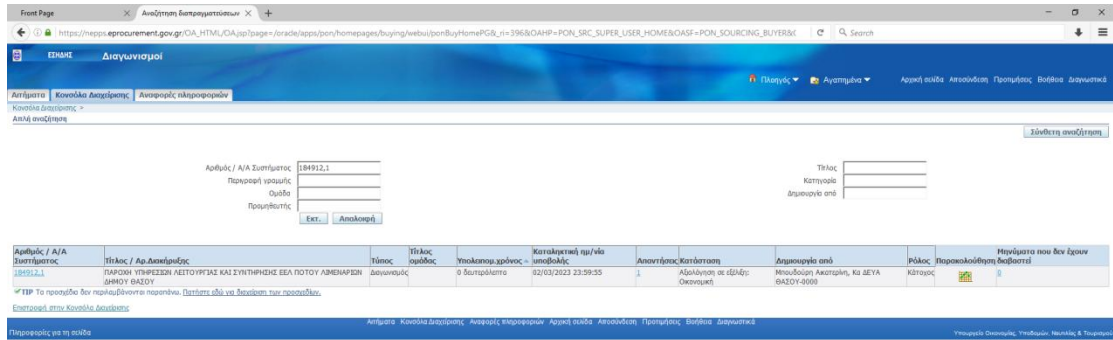 Front Page
Αναζήτηση διαπραγματεύσεων
https://nepps.eprocurement.gov.gr/OA_HTML/OA.jsp?page=/oracle/apps/pon/homepages/buying/webui/ponBuyHomePG&_ri=396&OAHP=PON_SRC_SUPER_USER_HOME&OASF=PON_SOURCING_BUYER&
Search
ΕΣΗΔΗΣ Διαγωνισμοί
Πλοηγός Αγαπημένα Αρχική σελίδα Αποσύνδεση Προτιμήσεις Βοήθεια Διαγνωστικά
Αιτήματα Κονσόλα Διαχείρισης Αναφορές πληροφοριών
Κονσόλα Διαχείρισης >
Απλή αναζήτηση
Σύνθετη αναζήτηση
Αριθμός / Α/Α Συστήματος 184912,1 Τίτλος
Περιγραφή γραμμής Κατηγορία
Ομάδα Δημιουργία από
Προμηθευτής
Εκτ. Απαλοιφή
Αριθμός / Α/Α Συστήματος Τίτλος / Αρ.Διακήρυξης Τύπος Τίτλος ομάδας Υπολειπομ.χρόνος Καταληκτική ημ/νία υποβολής Απαντήσεις Κατάσταση Δημιουργία από Ρόλος Παρακολούθηση Μηνύματα που δεν έχουν διαβαστεί
184912,1 ΠΑΡΟΧΗ ΥΠΗΡΕΣΙΩΝ ΛΕΙΤΟΥΡΓΙΑΣ ΚΑΙ ΣΥΝΤΗΡΗΣΗΣ ΕΕΛ ΠΟΤΟΥ ΛΙΜΕΝΑΡΙΩΝ ΔΗΜΟΥ ΘΑΣΟΥ Διαγωνισμός 0 δευτερόλεπτα 02/03/2023 23:59:55 1 Αξιολόγηση σε εξέλιξη: Οικονομική Μπουδούρη Αικατερίνη, Κα ΔΕΥΑ ΘΑΣΟΥ-0000 Κάτοχος 0
TIP Τα προσχέδια δεν περιλαμβάνονται παραπάνω. Πατήστε εδώ για διαχείριση των προσχεδίων.
Επιστροφή στην Κονσόλα Διαχείρισης
Αιτήματα Κονσόλα Διαχείρισης Αναφορές πληροφοριών Αρχική σελίδα Αποσύνδεση Προτιμήσεις Βοήθεια Διαγνωστικά
Πληροφορίες για τη σελίδα Υπουργείο Οικονομίας, Υποδομών, Ναυτιλίας & Τουρισμού